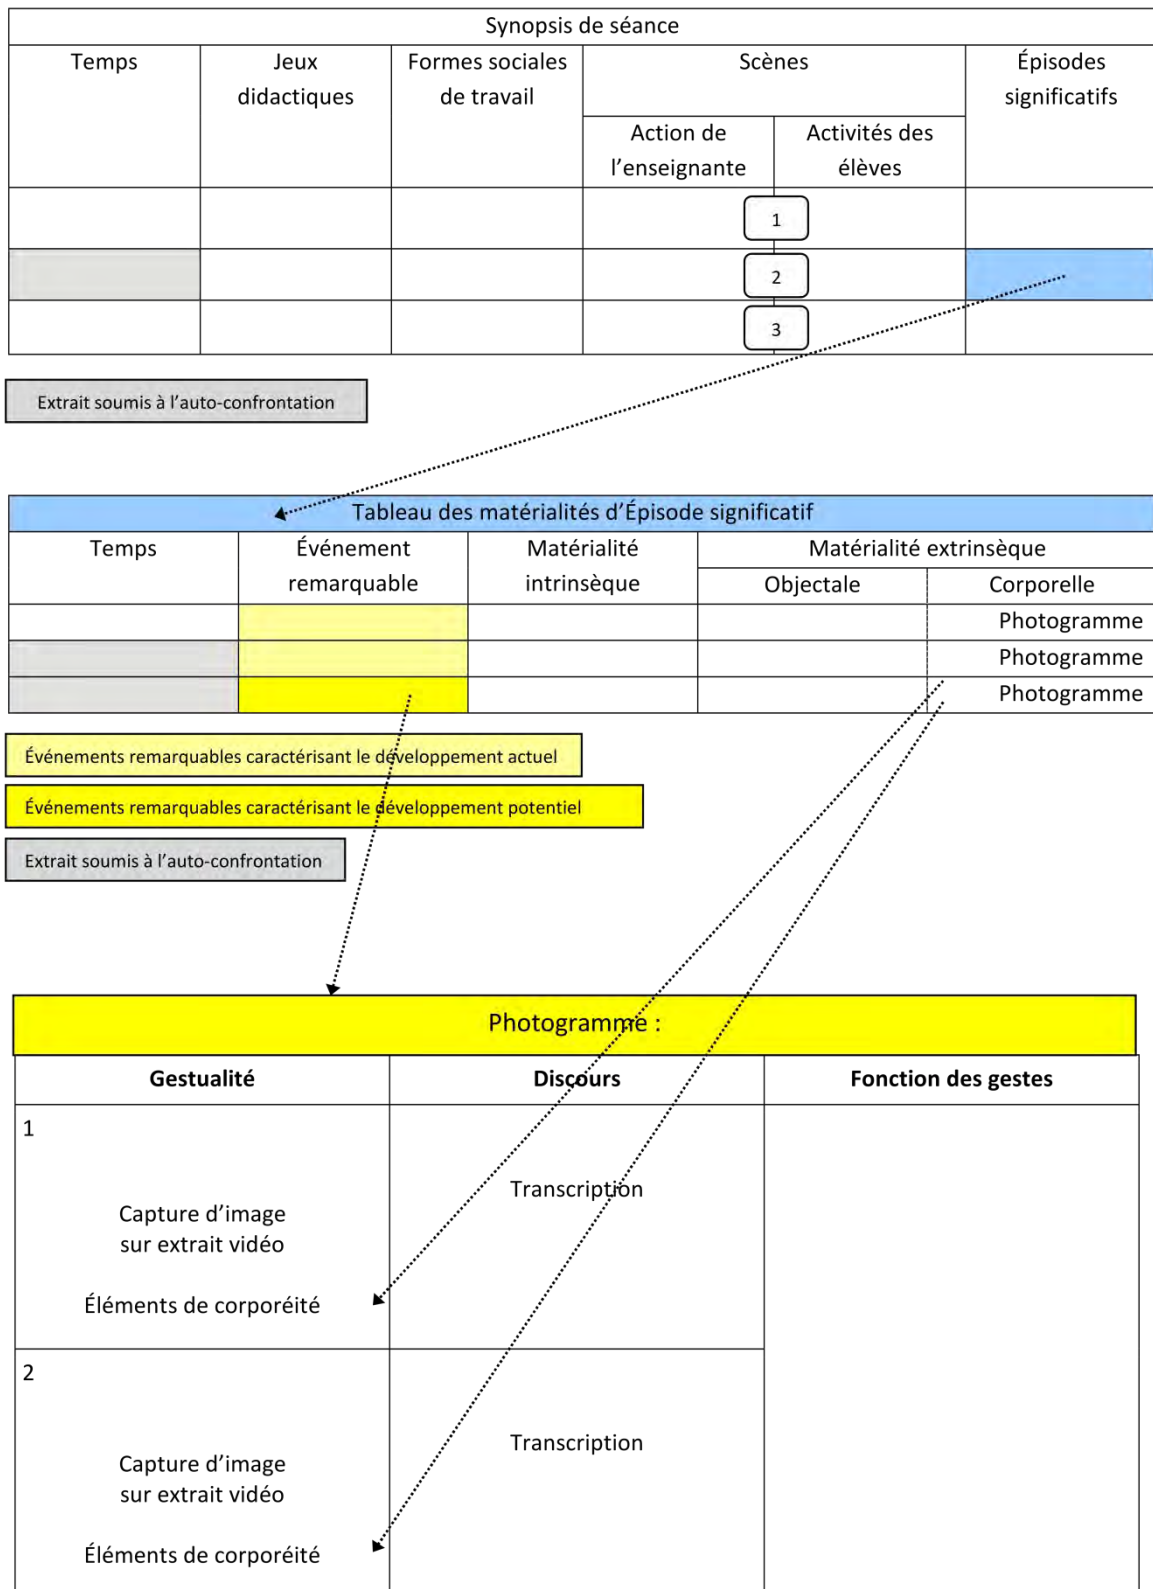 Synopsis de séance
Temps
Jeux
didactiques
Formes sociales
de travail
Scènes
Épisodes
significatifs
Action de
l’enseignante
Activités des
élèves
1
2
3
Extrait soumis à l’auto-confrontation
Tableau des matérialités d’Épisode significatif
Temps
Événement
remarquable
Matérialité
intrinsèque
Matérialité extrinsèque
Objectale
Corporelle
Photogramme
Photogramme
Photogramme
Événements remarquables caractérisant le développement actuel
Événements remarquables caractérisant le développement potentiel
Extrait soumis à l’auto-confrontation
Photogramme :
Gestualité
Discours
Fonction des gestes
1
Capture d’image
sur extrait vidéo
Éléments de corporéité
Transcription
2
Capture d’image
sur extrait vidéo
Éléments de corporéité
Transcription